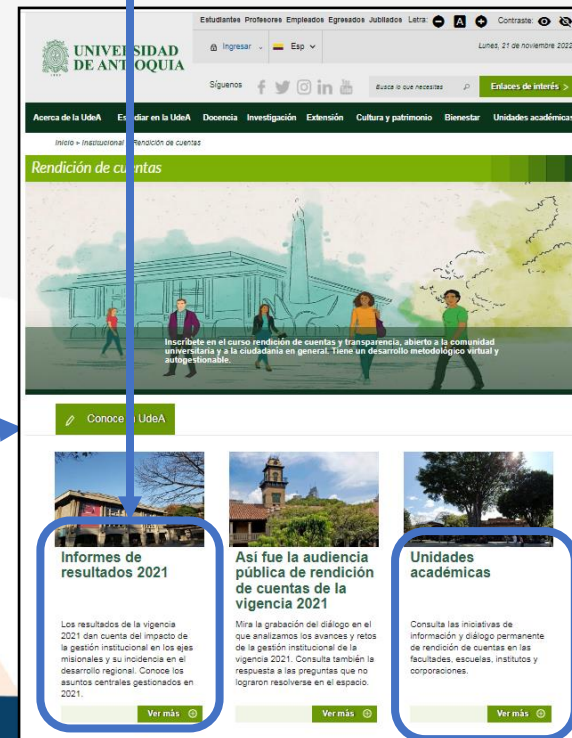 Estudiantes Profesores Empleados Egresados Jubilados Letra: A Contraste:
UNIVERSIDAD
DE ANTIOQUIA
1803
Ingresar Esp
Lunes, 21 de noviembre 2022
Síguenos
Busca lo que necesitas
Enlaces de interés >
Acerca de la UdeA Estudiar en la UdeA Docencia Investigación Extensión Cultura y patrimonio Bienestar Unidades académicas
Inicio » Institucional » Rendición de cuentas
Rendición de cuentas
Inscríbete en el curso rendición de cuentas y transparencia, abierto a la comunidad
universitaria y a la ciudadanía en general. Tiene un desarrollo metodológico virtual y
autogestionable.
Conoce la UdeA
Informes de
resultados 2021
Los resultados de la vigencia
2021 dan cuenta del impacto de
la gestión institucional en los ejes
misionales y su incidencia en el
desarrollo regional. Conoce los
asuntos centrales gestionados en
2021.
Ver más
Así fue la audiencia
pública de rendición
de cuentas de la
vigencia 2021
Mira la grabación del diálogo en el
que analizamos los avances y retos
de la gestión institucional de la
vigencia 2021. Consulta también la
respuesta a las preguntas que no
lograron resolverse en el espacio.
Ver más
Unidades
académicas
Consulta las iniciativas de
información y diálogo permanente
de rendición de cuentas en las
facultades, escuelas, institutos y
corporaciones.
Ver más